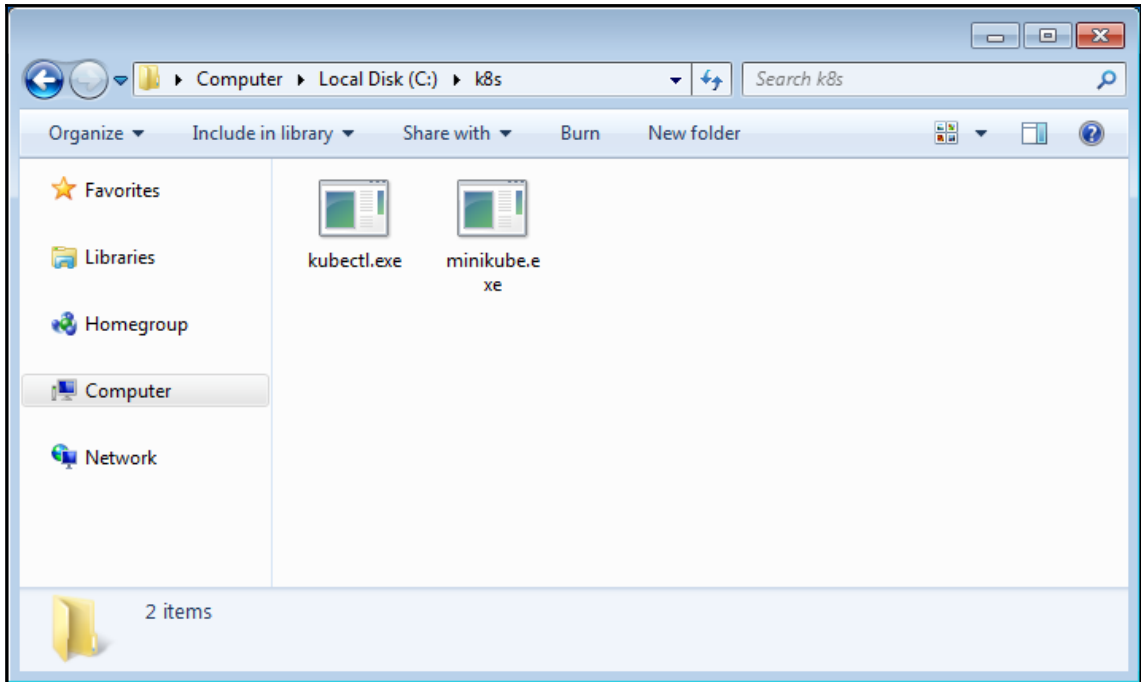 Computer Local Disk (C:) k8s Search k8s
Organize Include in library Share with Burn New folder
Favorites
Libraries
Homegroup
Computer
Network
kubectl.exe
minikube.e
xe
2 items